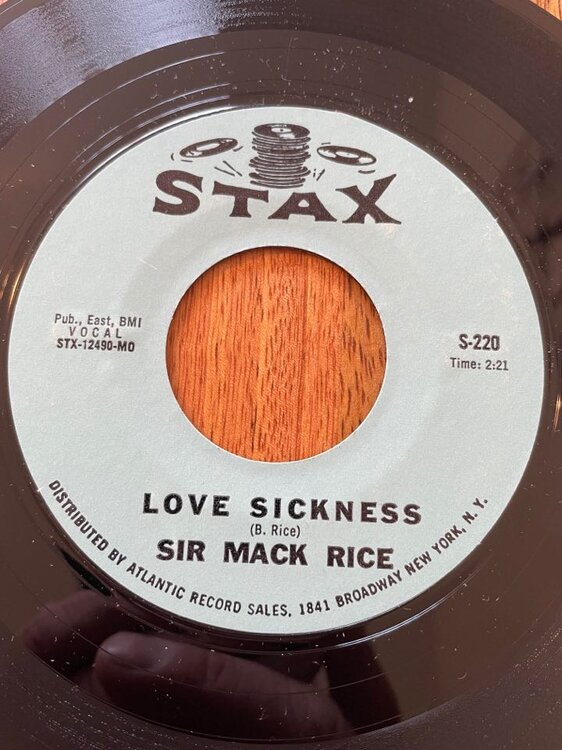 STAX
Pub., East, BMI
VOCAL
STX-12490-MO
S-220
Time: 2:21
LOVE SICKNESS
(B. Rice)
SIR MACK RICE
DISTRIBUTED BY ATLANTIC RECORD SALES, 1841 BROADWAY NEW YORK, N.Y.